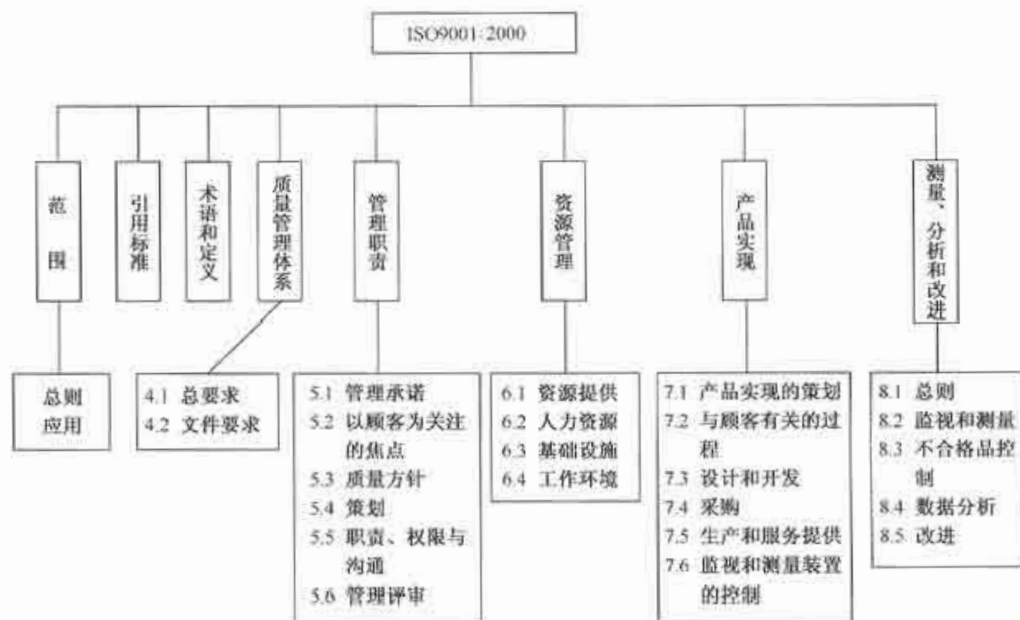 ISO9001:2000
范围
引用标准
术语和定义
质量管理体系
管理职责
资源管理
产品实现
测量、分析和改进
总则
应用
4.1 总要求
4.2 文件要求
5.1 管理承诺
5.2 以顾客为关注
的焦点
5.3 质量方针
5.4 策划
5.5 职责、权限与
沟通
5.6 管理评审
6.1 资源提供
6.2 人力资源
6.3 基础设施
6.4 工作环境
7.1 产品实现的策划
7.2 与顾客有关的过
程
7.3 设计和开发
7.4 采购
7.5 生产和服务提供
7.6 监视和测量装置
的控制
8.1 总则
8.2 监视和测量
8.3 不合格品控
制
8.4 数据分析
8.5 改进